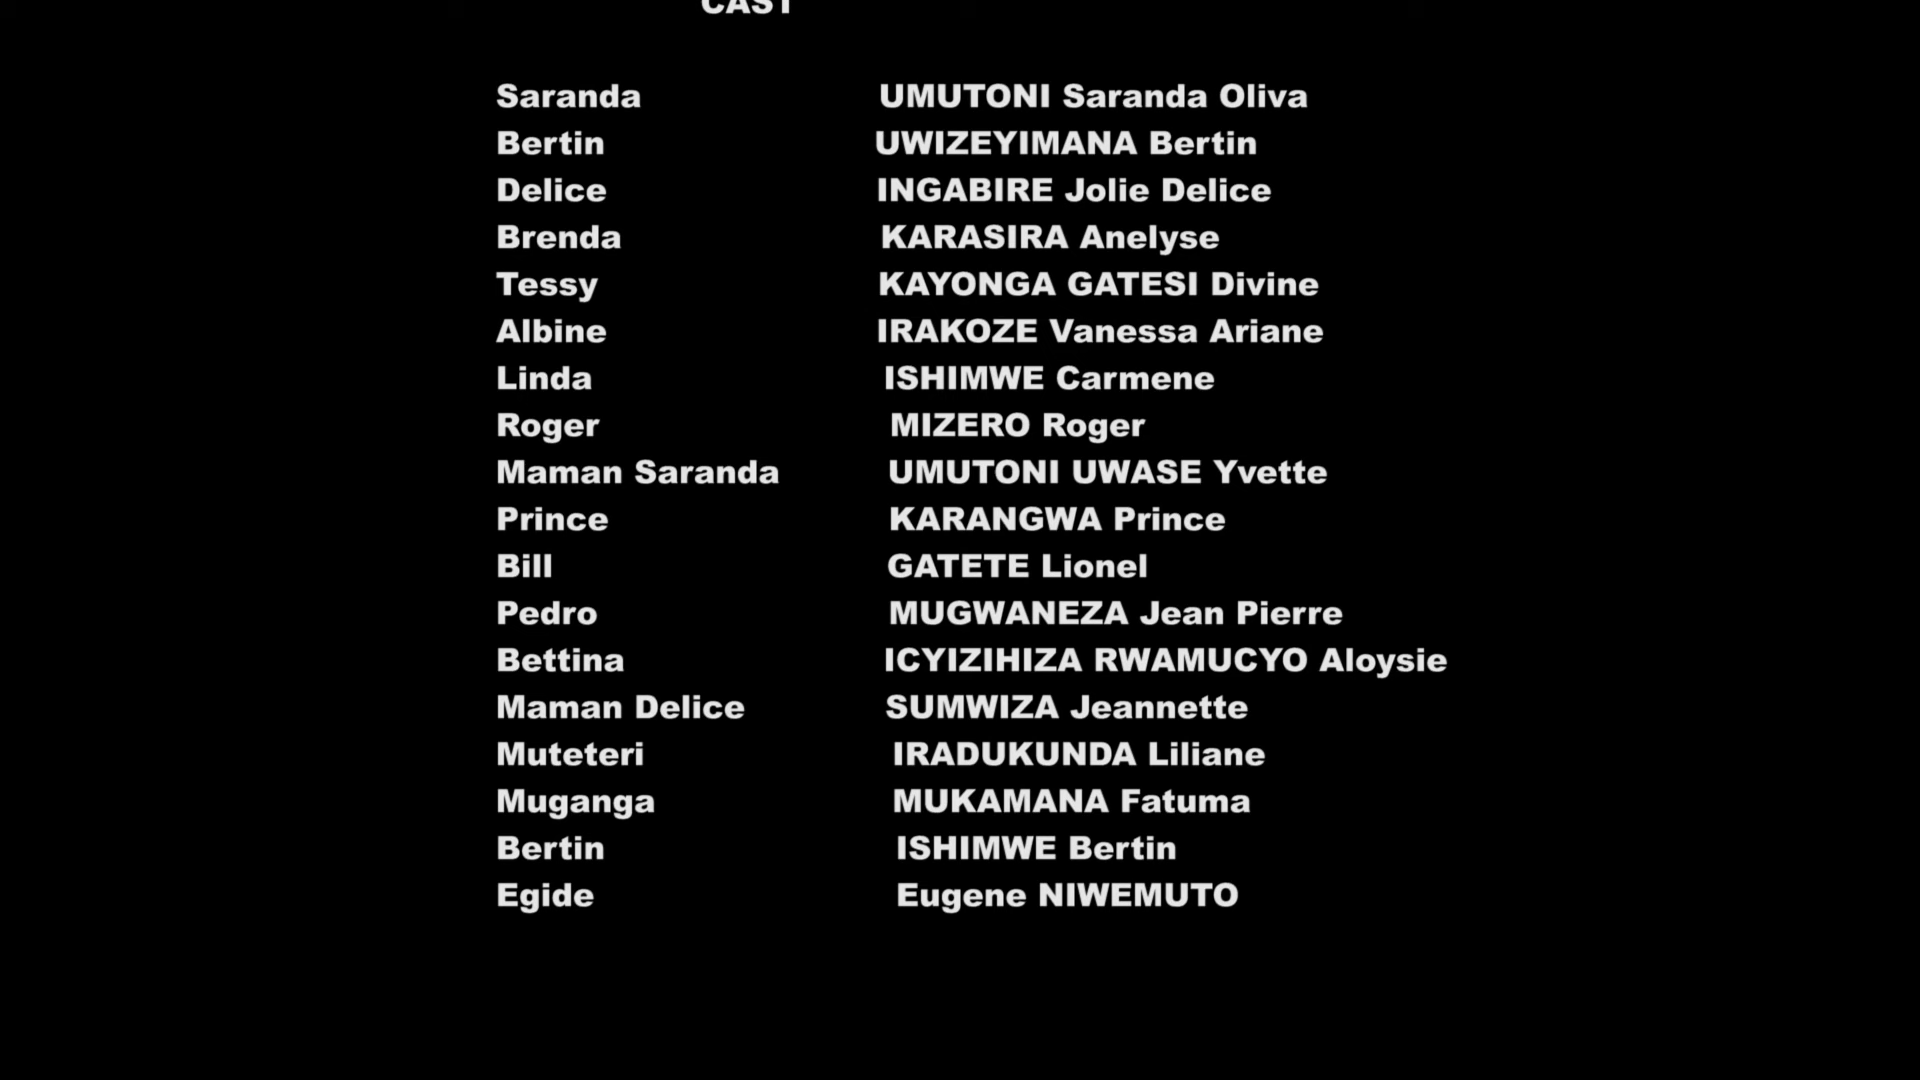 CAST
Saranda UMUTONI Saranda Oliva
Bertin UWIZEYIMANA Bertin
Delice INGABIRE Jolie Delice
Brenda KARASIRA Anelyse
Tessy KAYONGA GATESI Divine
Albine IRAKOZE Vanessa Ariane
Linda ISHIMWE Carmene
Roger MIZERO Roger
Maman Saranda UMUTONI UWASE Yvette
Prince KARANGWA Prince
Bill GATETE Lionel
Pedro MUGWANEZA Jean Pierre
Bettina ICYIZIHIZA RWAMUCYO Aloysie
Maman Delice SUMWIZA Jeannette
Muteteri IRADUKUNDA Liliane
Muganga MUKAMANA Fatuma
Bertin ISHIMWE Bertin
Egide Eugene NIWEMUTO